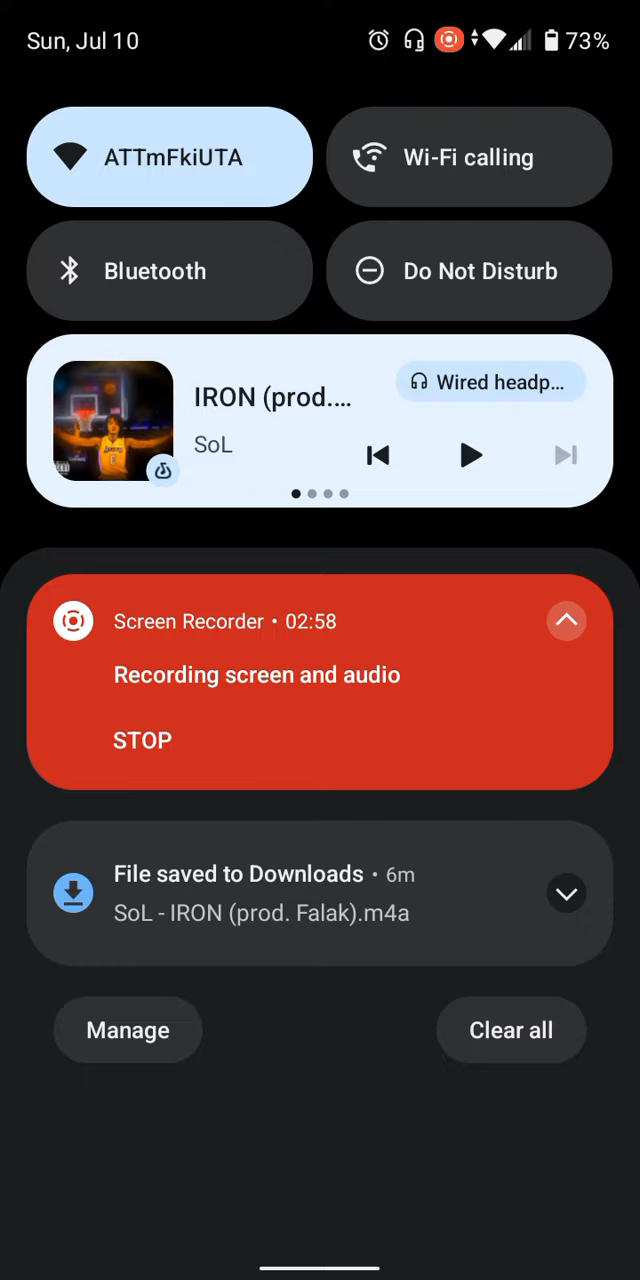 Sun, Jul 10
73%
ATTmFkiUTA
Wi-Fi calling
Bluetooth
Do Not Disturb
IRON (prod.…
Wired headp…
SoL
Screen Recorder • 02:58
Recording screen and audio
STOP
File saved to Downloads • 6m
SoL - IRON (prod. Falak).m4a
Manage
Clear all